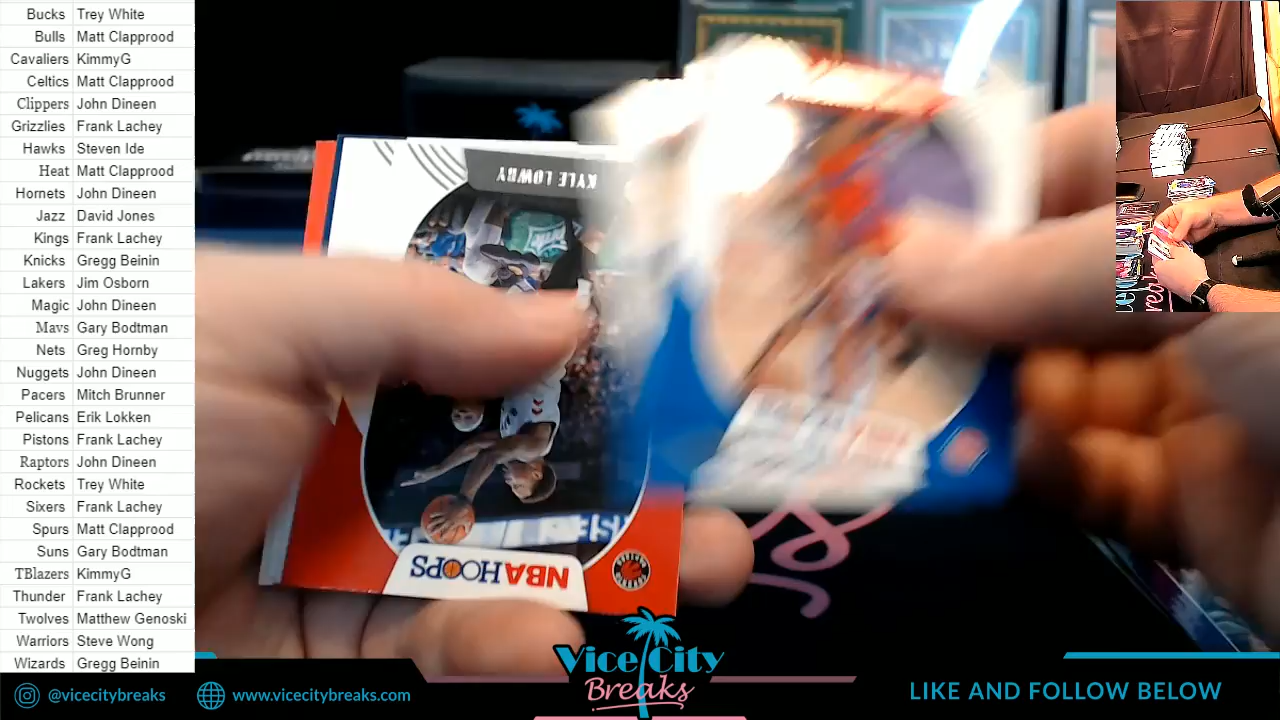 Bucks Trey White
Bulls Matt Clapprood
Cavaliers KimmyG
Celtics Matt Clapprood
Clippers John Dineen
Grizzlies Frank Lachey
Hawks Steven Ide
Heat Matt Clapprood
Hornets John Dineen
Jazz David Jones
Kings Frank Lachey
Knicks Gregg Beinin
Lakers Jim Osborn
Magic John Dineen
Mavs Gary Bodtman
Nets Greg Hornby
Nuggets John Dineen
Pacers Mitch Brunner
Pelicans Erik Lokken
Pistons Frank Lachey
Raptors John Dineen
Rockets Trey White
Sixers Frank Lachey
Spurs Matt Clapprood
Suns Gary Bodtman
TBlazers KimmyG
Thunder Frank Lachey
Twolves Matthew Genoski
Warriors Steve Wong
Wizards Gregg Beinin
KYLE LOWRY
NBA HOOPS
Vice City
Breaks
@vicecitybreaks
www.vicecitybreaks.com
LIKE AND FOLLOW BELOW